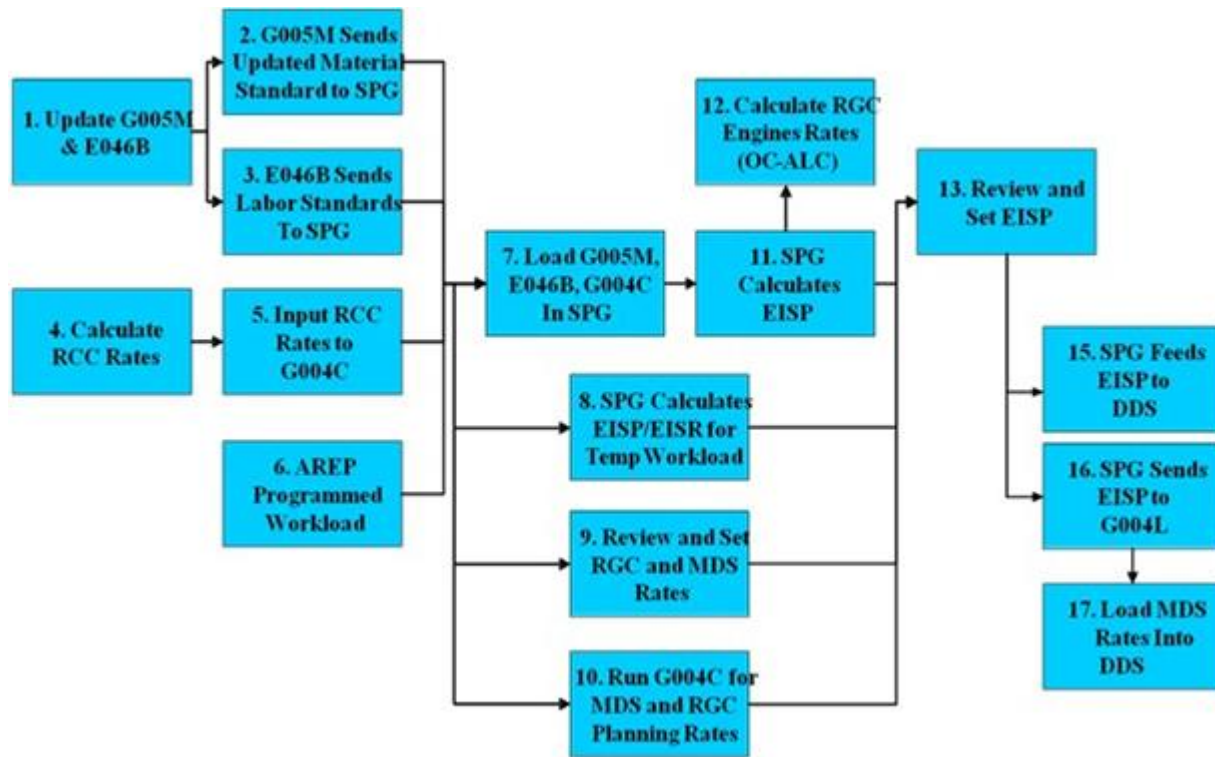 1. Update G005M
& E046B
2. G005M Sends
Updated Material
Standard to SPG
3. E046B Sends
Labor Standards
To SPG
4. Calculate
RCC Rates
5. Input RCC
Rates to
G004C
6. AREP
Programmed
Workload
7. Load G005M,
E046B, G004C
In SPG
8. SPG Calculates
EISP/EISR for
Temp Workload
9. Review and Set
RGC and MDS
Rates
10. Run G004C for
MDS and RGC
Planning Rates
11. SPG
Calculates
EISP
12. Calculate RGC
Engines Rates
(OC-ALC)
13. Review and
Set EISP
15. SPG Feeds
EISP to
DDS
16. SPG Sends
EISP to
G004L
17. Load MDS
Rates Into
DDS